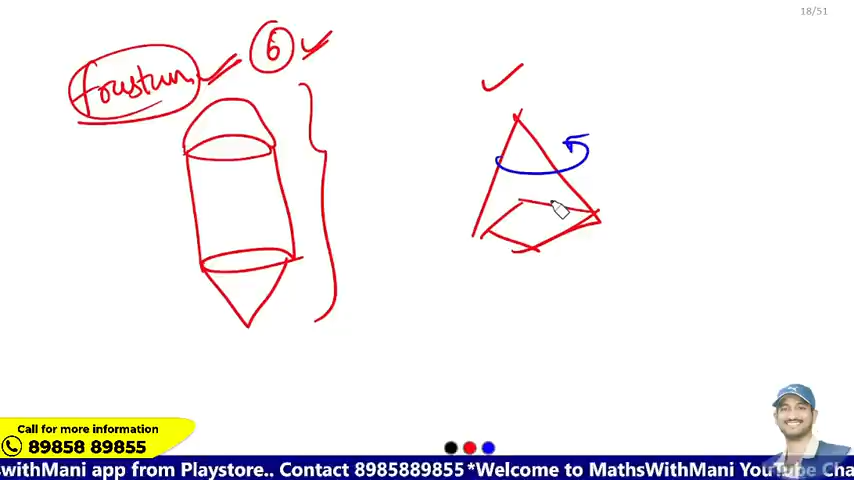 18/51
frustum 6
Call for more information
89858 89855
swithMani app from Playstore.. Contact 8985889855 *Welcome to MathsWithMani YouTube Cha